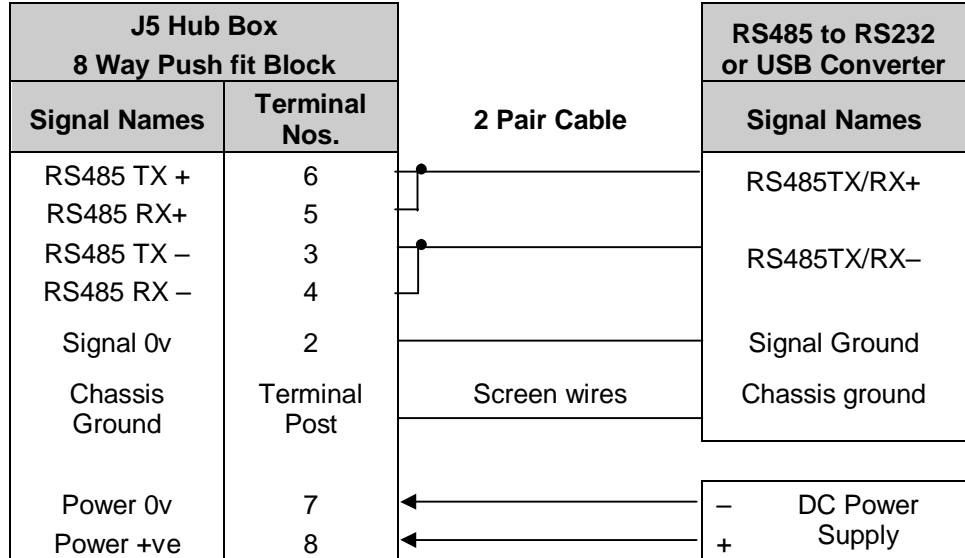 J5 Hub Box
8 Way Push fit Block
RS485 to RS232
or USB Converter
Signal Names
Terminal
Nos.
2 Pair Cable
Signal Names
RS485 TX +
6
RS485TX/RX+
RS485 RX+
5
RS485 TX –
3
RS485TX/RX–
RS485 RX –
4
Signal 0v
2
Signal Ground
Chassis
Ground
Terminal
Post
Screen wires
Chassis ground
Power 0v
7
–
DC Power
Supply
Power +ve
8
+